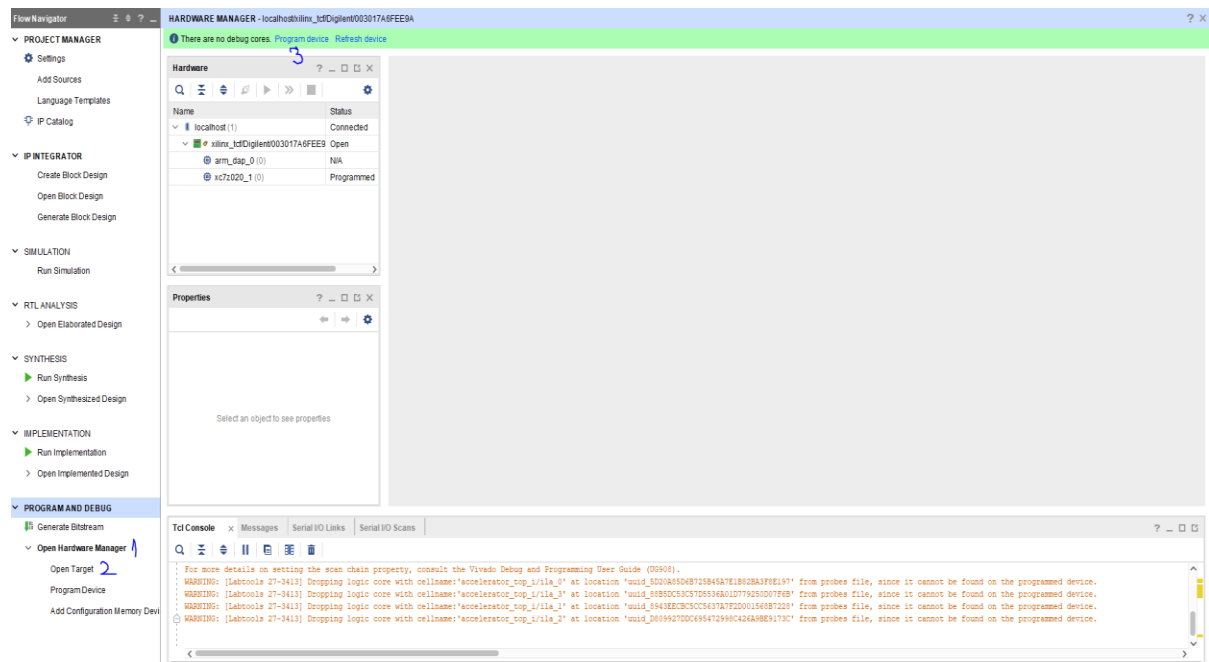 Flow Navigator
PROJECT MANAGER
Settings
Add Sources
Language Templates
IP Catalog
IP INTEGRATOR
Create Block Design
Open Block Design
Generate Block Design
SIMULATION
Run Simulation
RTL ANALYSIS
Open Elaborated Design
SYNTHESIS
Run Synthesis
Open Synthesized Design
IMPLEMENTATION
Run Implementation
Open Implemented Design
PROGRAM AND DEBUG
Generate Bitstream
Open Hardware Manager 1
Open Target 2
Program Device
Add Configuration Memory Devi
HARDWARE MANAGER - localhost/xilinx_tcf/Digilent/003017A6FEE9A
There are no debug cores. Program device Refresh device
3
Hardware
Name Status
localhost (1) Connected
xilinx_tcf/Digilent/003017A6FEE9 Open
arm_dap_0 (0) N/A
xc7z020_1 (0) Programmed
Properties
Select an object to see properties
Tcl Console Messages Serial I/O Links Serial I/O Scans
For more details on setting the scan chain property, consult the Vivado Debug and Programming User Guide (UG908).
WARNING: [Labtools 27-3413] Dropping logic core with cellname:'accelerator_top_i/ila_0' at location 'uuid_5D20A85D6B725B45A7E1B82BA3F8E197' from probes file, since it cannot be found on the programmed device.
WARNING: [Labtools 27-3413] Dropping logic core with cellname:'accelerator_top_i/ila_3' at location 'uuid_88B5DC53C57D5536A01D779250D07F6B' from probes file, since it cannot be found on the programmed device.
WARNING: [Labtools 27-3413] Dropping logic core with cellname:'accelerator_top_i/ila_1' at location 'uuid_8943EECBC5CC5637A7F2D001568B7228' from probes file, since it cannot be found on the programmed device.
WARNING: [Labtools 27-3413] Dropping logic core with cellname:'accelerator_top_i/ila_2' at location 'uuid_D809927DDC695472998C426A9BE9173C' from probes file, since it cannot be found on the programmed device.